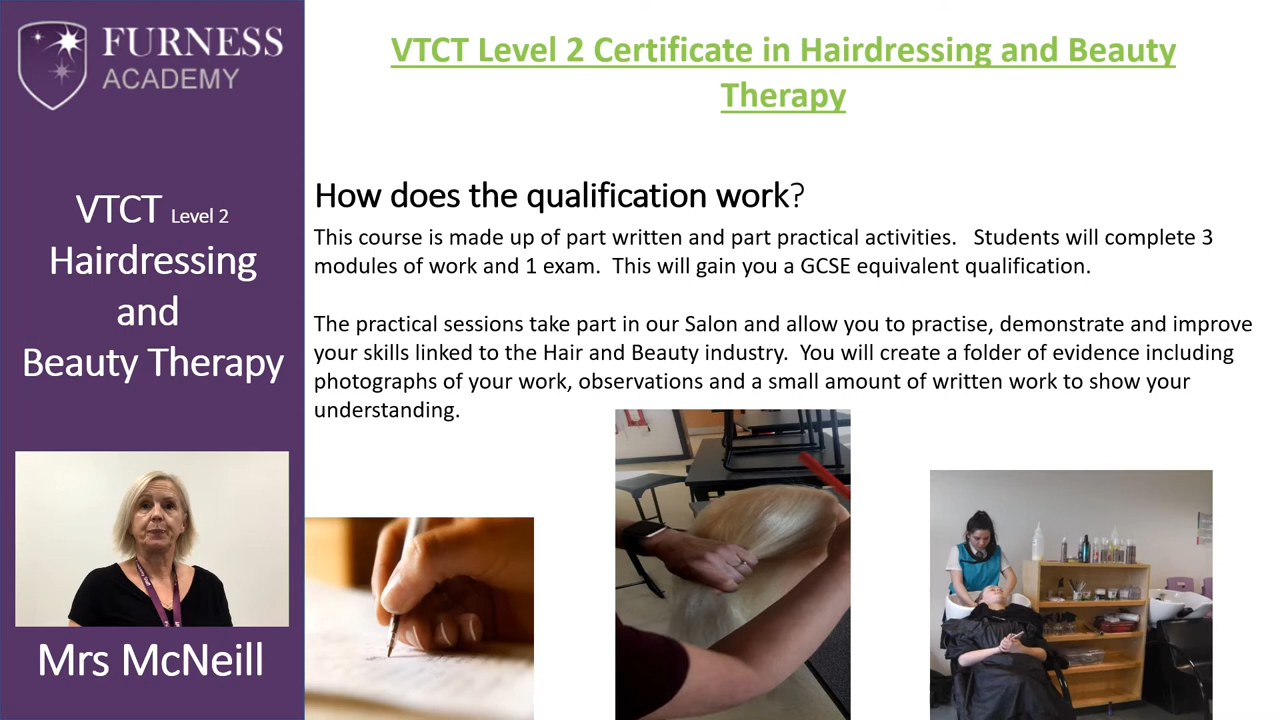 FURNESS
ACADEMY
VTCT Level 2
Hairdressing
and
Beauty Therapy
Mrs McNeill
VTCT Level 2 Certificate in Hairdressing and Beauty
Therapy
How does the qualification work?
This course is made up of part written and part practical activities. Students will complete 3
modules of work and 1 exam. This will gain you a GCSE equivalent qualification.
The practical sessions take part in our Salon and allow you to practise, demonstrate and improve
your skills linked to the Hair and Beauty industry. You will create a folder of evidence including
photographs of your work, observations and a small amount of written work to show your
understanding.